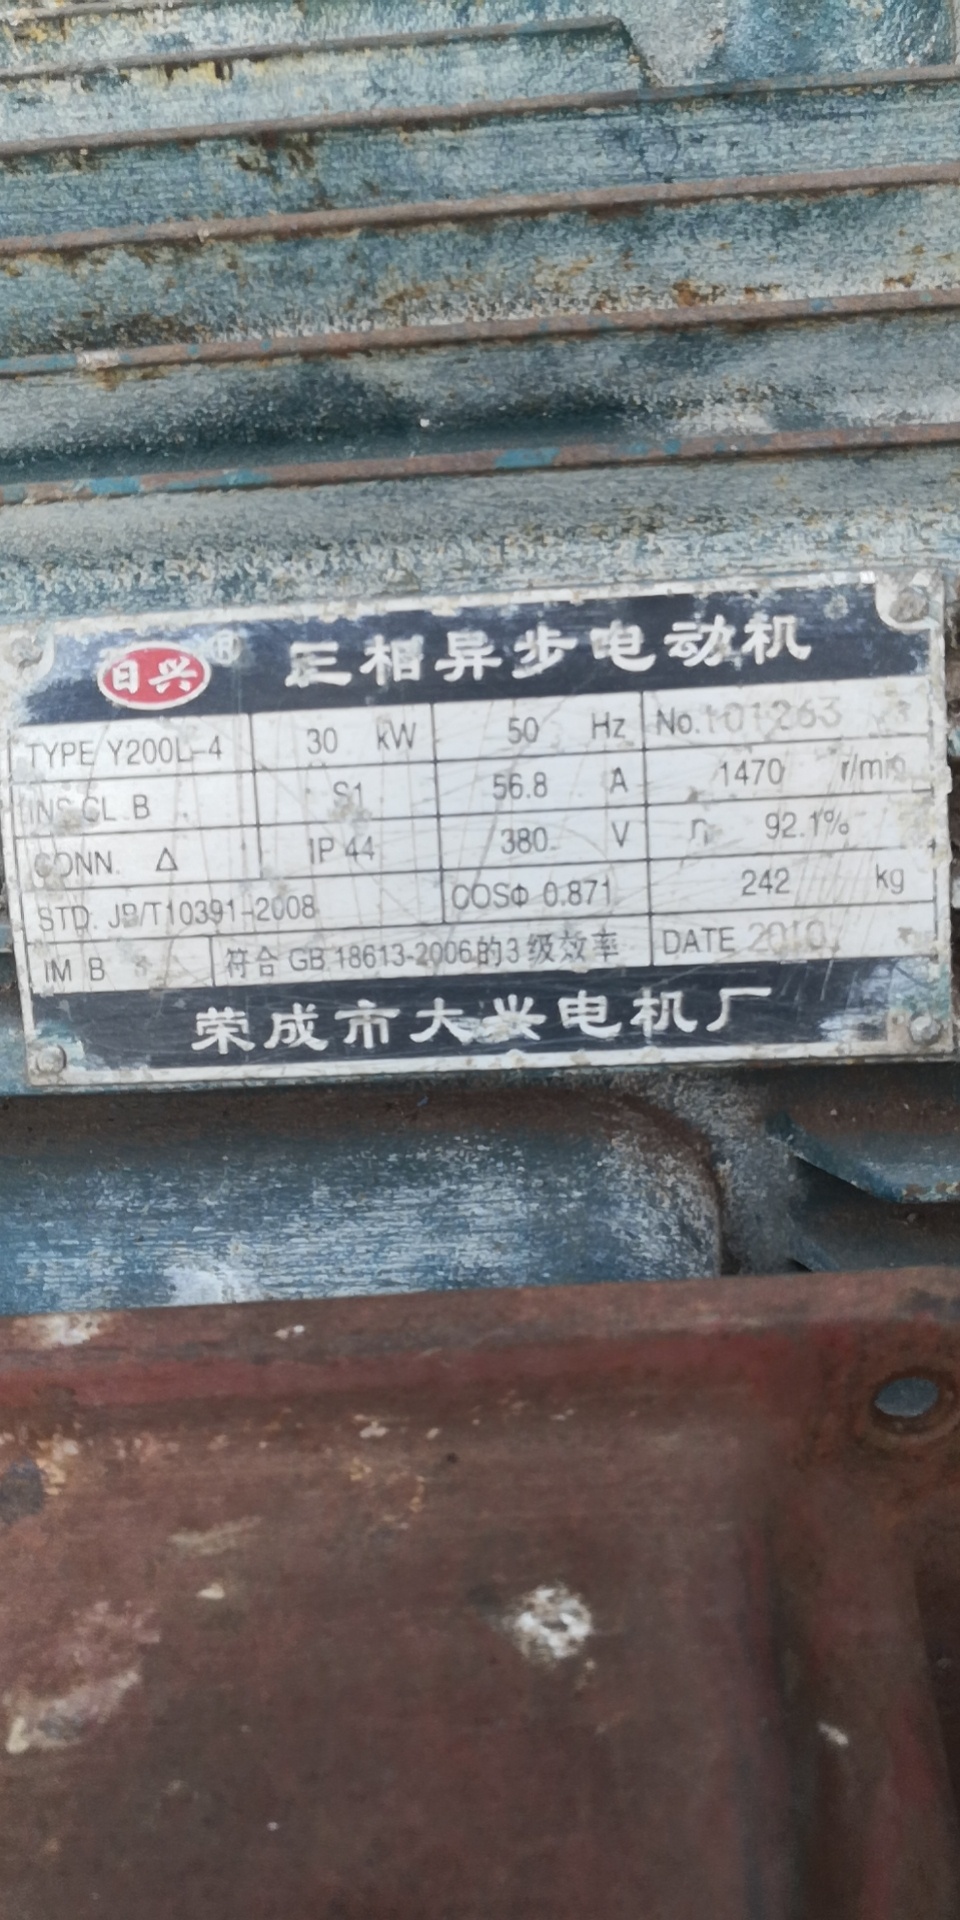 日兴® 三相异步电动机
TYPE Y200L-4 30 kW 50 Hz No.101263
INS.CL.B S1 56.8 A 1470 r/min
CONN. Δ IP 44 380 V η 92.1%
STD. JB/T10391-2008 COSΦ 0.871 242 kg
IM B 符合 GB 18613-2006的3级效率 DATE 2010.
荣成市大兴电机厂